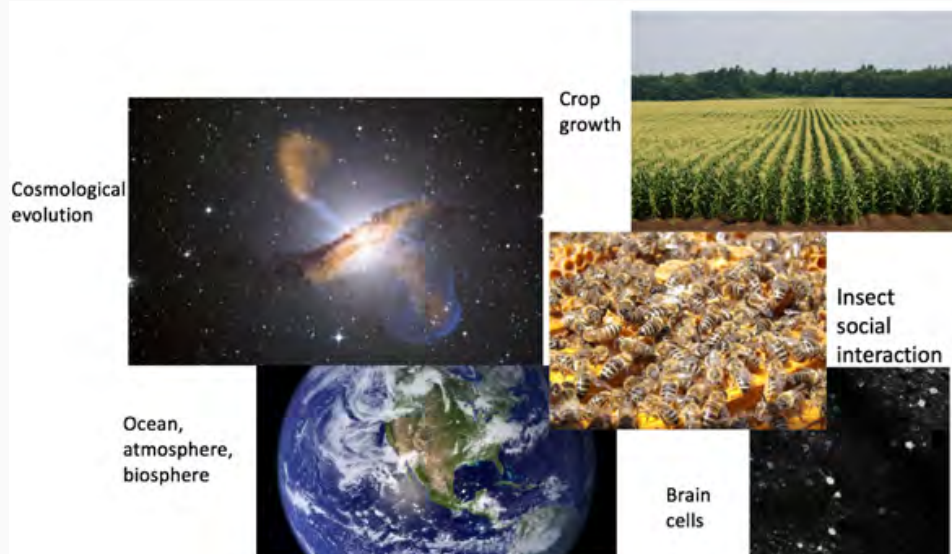 Crop
growth
Cosmological
evolution
Insect
social
interaction
Ocean,
atmosphere,
biosphere
Brain
cells